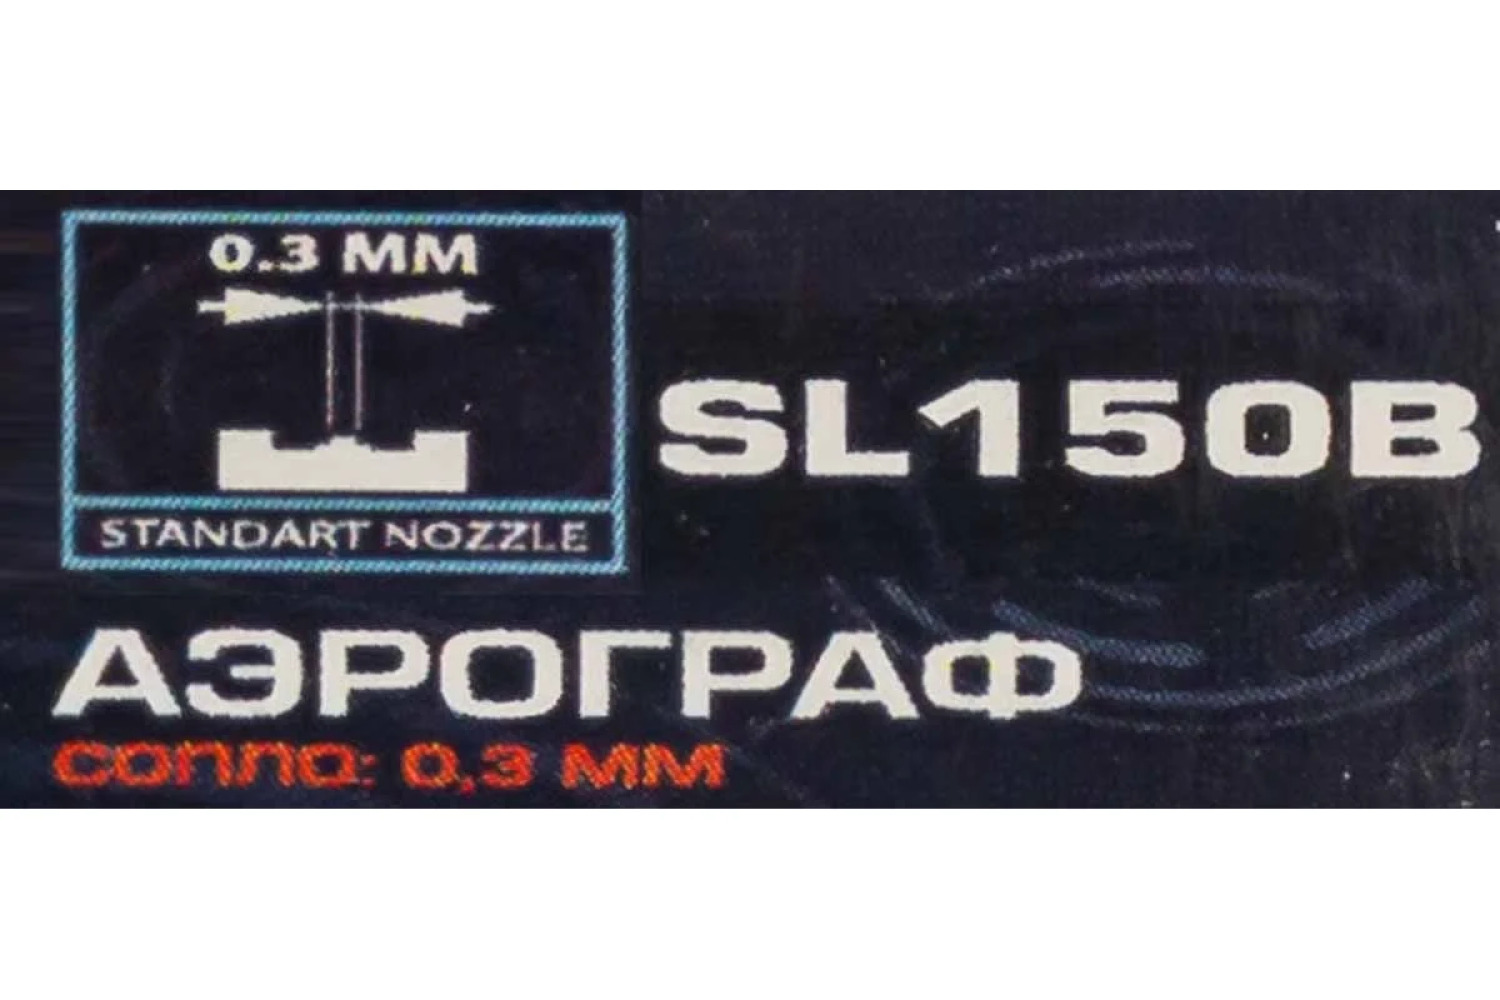 0.3 MM
STANDART NOZZLE
SL150B
АЭРОГРАФ
СОПЛО: 0,3 ММ